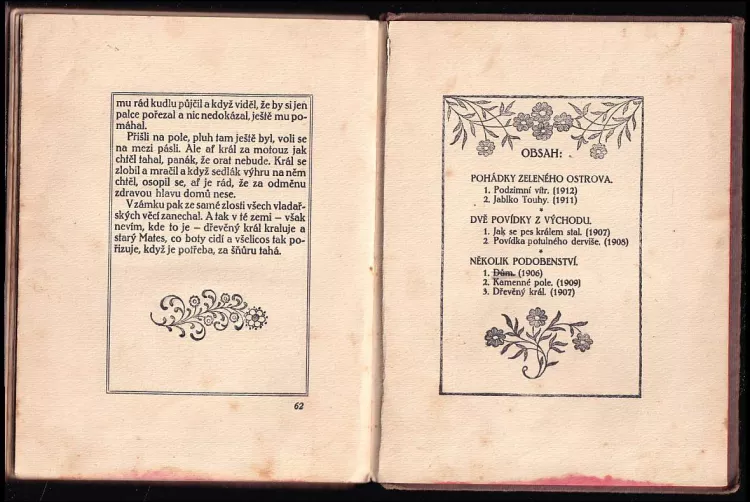 mu rád kudlu půjčil a když viděl, že by si jen
palce pořezal a nic nedokázal, ještě mu po-
máhal.
Přišli na pole, pluh tam ještě byl, voli se
na mezi pásli. Ale ař král za motouz jak
chtěl tahal, panák, že orat nebude. Král se
zlobil a mračil a když sedlák výhru na něm
chtěl, osopil se, ař je rád, že za odměnu
zdravou hlavu domů nese.
V zámku pak ze samé zlosti všech vladař-
ských věcí zanechal. A tak v té zemi – však
nevím, kde to je – dřevěný král kraluje a
starý Mates, co boty cidí a všelicos tak po-
řizuje, když je potřeba, za šňůru tahá.
62
OBSAH:
POHÁDKY ZELENÉHO OSTROVA.
1. Podzimní vítr. (1912)
2. Jablko Touhy. (1911)
*
DVĚ POVÍDKY Z VÝCHODU.
1. Jak se pes králem stal. (1907)
2. Povídka potulného derviše. (1908)
*
NĚKOLIK PODOBENSTVÍ.
1. Dům. (1906)
2. Kamenné pole. (1909)
3. Dřevěný král. (1907)